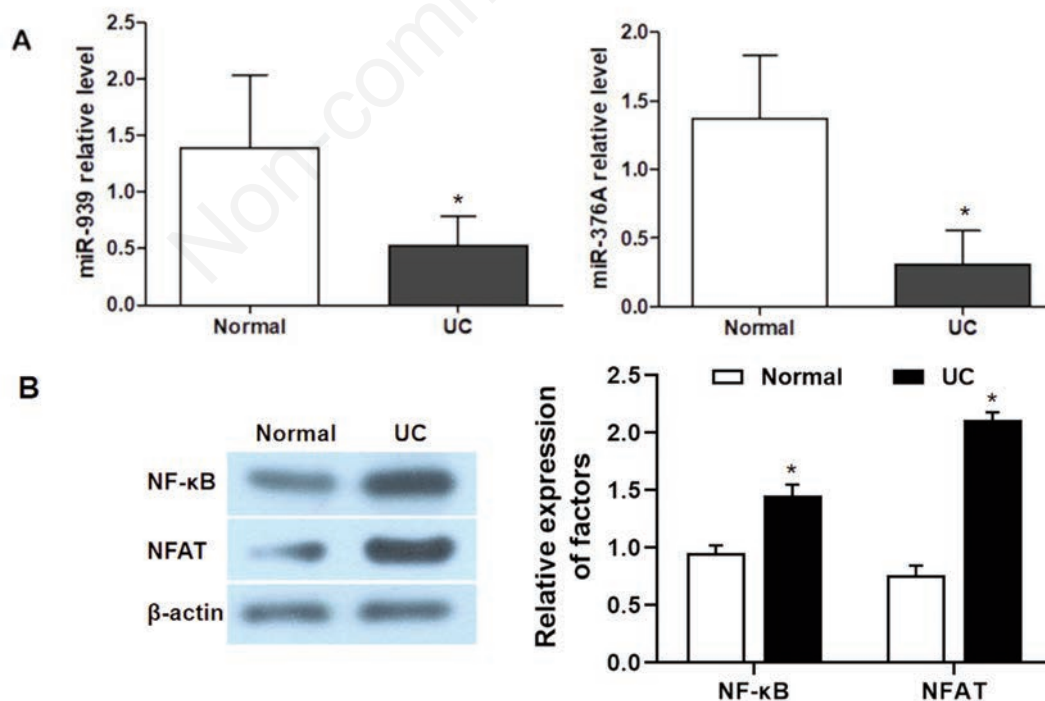 Non-comm
A
miR-939 relative level
2.5
2.0
1.5
1.0
0.5
0.0
*
Normal
UC
miR-376A relative level
2.0
1.5
1.0
0.5
0.0
*
Normal
UC
B
Normal
UC
NF-κB
NFAT
β-actin
Relative expression
of factors
Normal
UC
2.5
2.0
1.5
1.0
0.5
0.0
*
*
NF-κB
NFAT